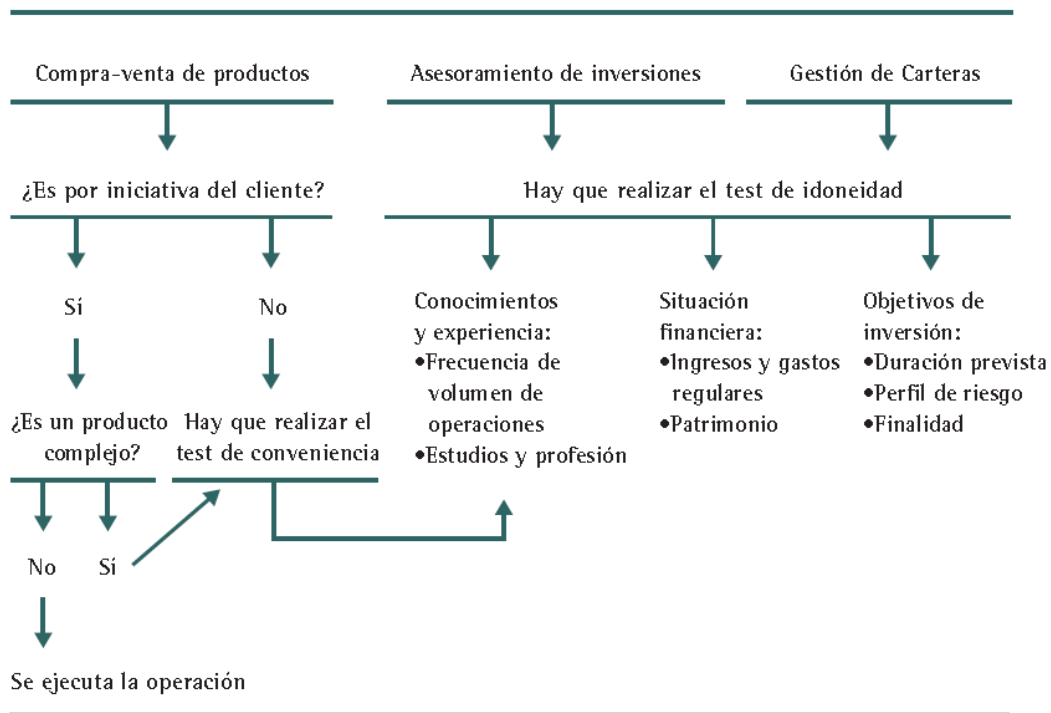 Compra-venta de productos
Asesoramiento de inversiones
Gestión de Carteras
¿Es por iniciativa del cliente?
Hay que realizar el test de idoneidad
Sí
No
Conocimientos
y experiencia:
•Frecuencia de
volumen de
operaciones
•Estudios y profesión
Situación
financiera:
•Ingresos y gastos
regulares
•Patrimonio
Objetivos de
inversión:
•Duración prevista
•Perfil de riesgo
•Finalidad
¿Es un producto
complejo?
Hay que realizar el
test de conveniencia
No
Sí
Se ejecuta la operación